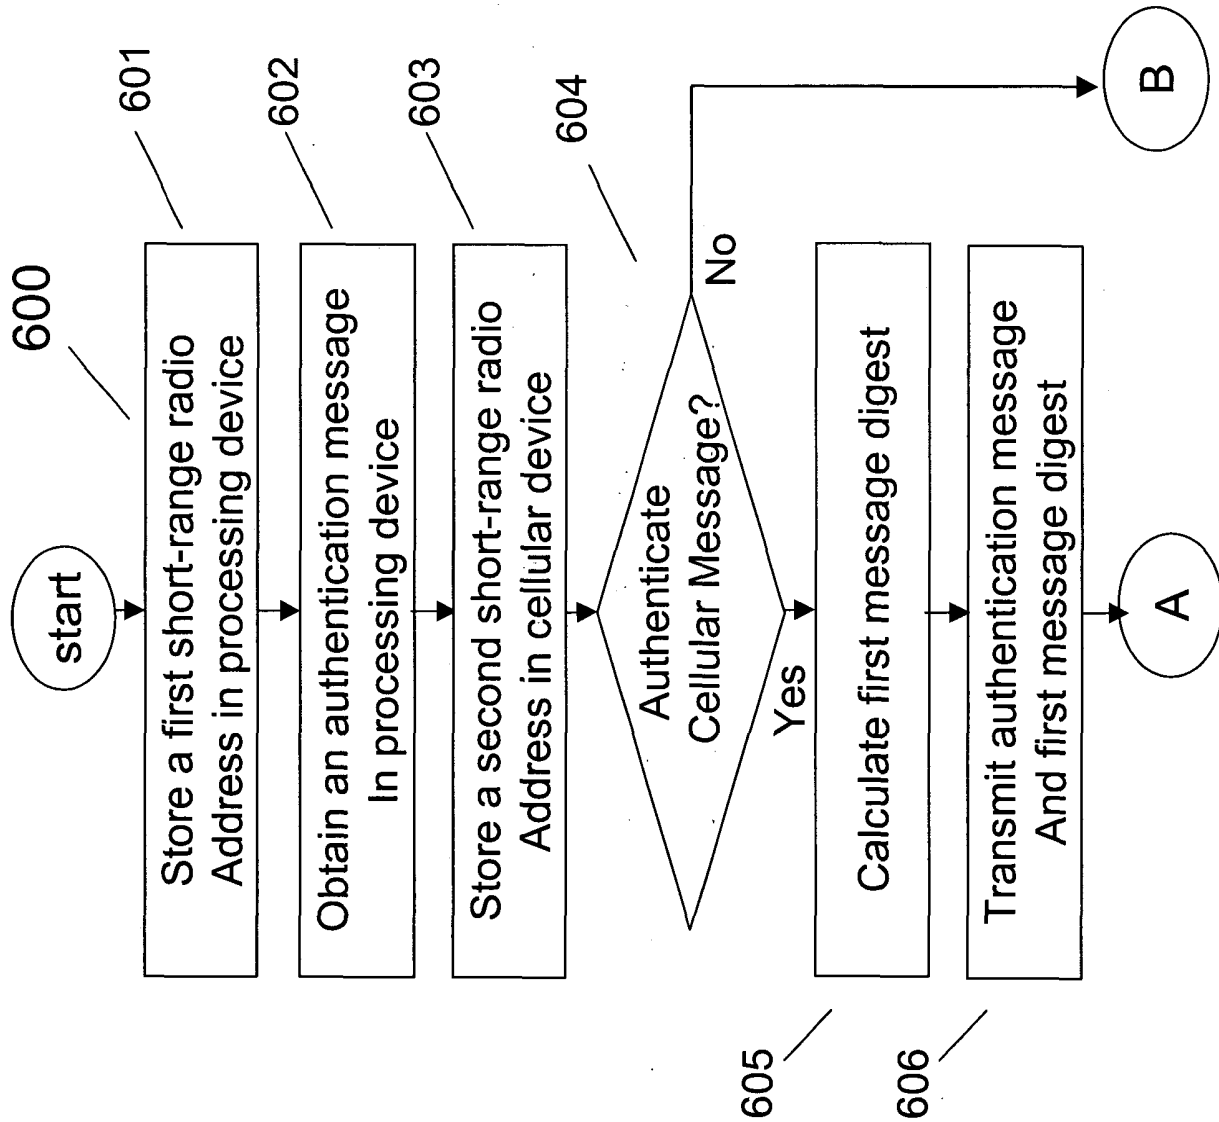 600
start
601
Store a first short-range radio
Address in processing device
602
Obtain an authentication message
In processing device
603
Store a second short-range radio
Address in cellular device
604
Authenticate
Cellular Message?
No
Yes
605
Calculate first message digest
606
Transmit authentication message
And first message digest
A
B